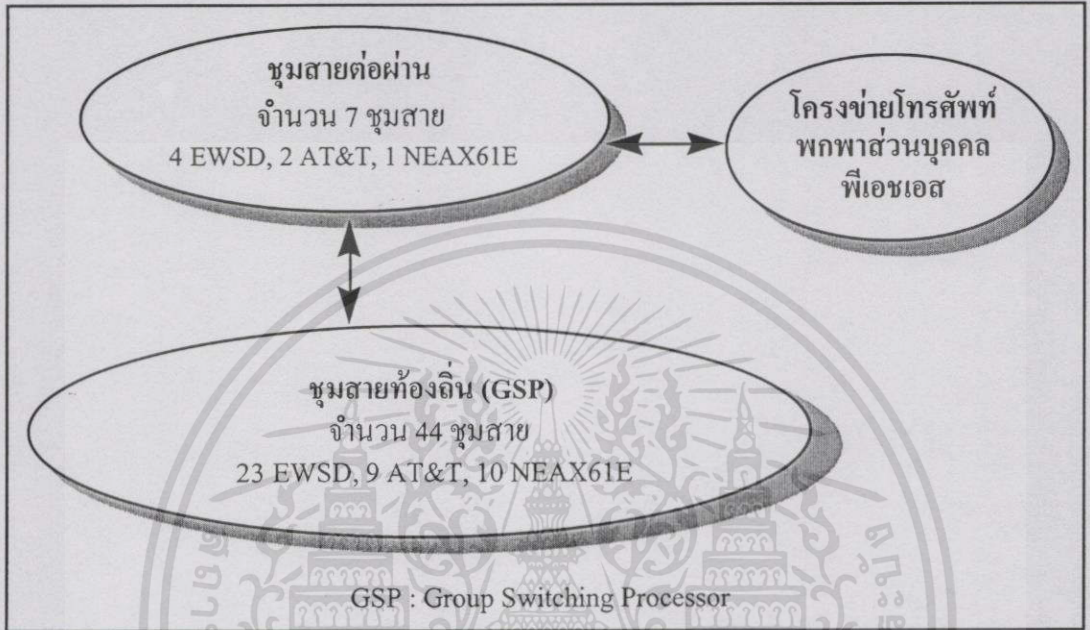 ชุมสายต่อผ่าน
จำนวน 7 ชุมสาย
4 EWSD, 2 AT&T, 1 NEAX61E
โครงข่ายโทรศัพท์
พกพาส่วนบุคคล
พีเอชเอส
ชุมสายท้องถิ่น (GSP)
จำนวน 44 ชุมสาย
23 EWSD, 9 AT&T, 10 NEAX61E
GSP : Group Switching Processor